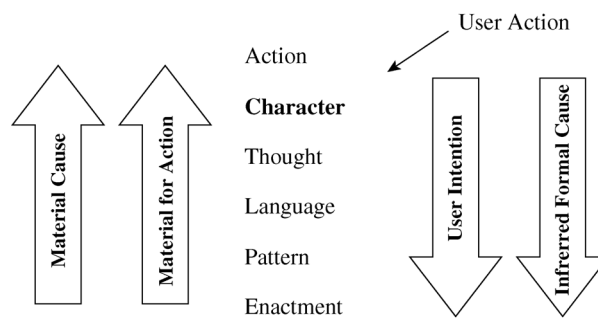 User Action
Action
Character
Thought
Language
Pattern
Enactment
Material Cause
Material for Action
User Intention
Infrerred Formal Cause